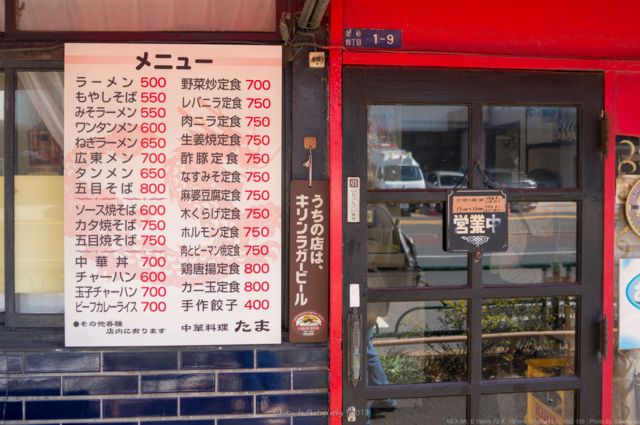 メニュー
ラーメン 500
もやしそば 550
みそラーメン 550
ワンタンメン 600
ねぎラーメン 650
広東メン 700
タンメン 650
五目そば 800
ソース焼そば 600
カタ焼そば 750
五目焼そば 750
中華丼 700
チャーハン 600
玉子チャーハン 700
ビーフカレーライス 700
●その他各種
店内に有ります
野菜炒定食 700
レバニラ定食 750
肉ニラ定食 750
生姜焼定食 750
酢豚定食 750
なすみそ定食 750
麻婆豆腐定食 750
木くらげ定食 750
ホルモン定食 750
肉とピーマン炒定食 750
鶏唐揚定食 800
カニ玉定食 800
手作餃子 400
中華料理 たま
うちの店は、
キリンラガービール
LAGER BEER
四丁目 1-9
営業中